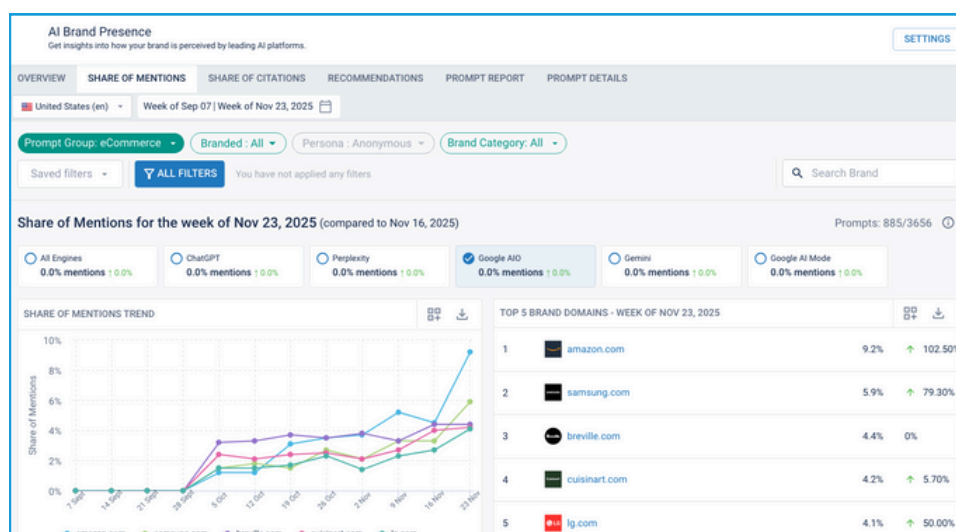 AI Brand Presence
Get insights into how your brand is perceived by leading AI platforms.
SETTINGS
OVERVIEW SHARE OF MENTIONS SHARE OF CITATIONS RECOMMENDATIONS PROMPT REPORT PROMPT DETAILS
United States (en) Week of Sep 07 | Week of Nov 23, 2025
Prompt Group: eCommerce Branded : All Persona : Anonymous Brand Category: All
Saved filters ALL FILTERS You have not applied any filters Search Brand
Share of Mentions for the week of Nov 23, 2025 (compared to Nov 16, 2025) Prompts: 885/3656
All Engines ChatGPT Perplexity Google AIO Gemini Google AI Mode
0.0% mentions ↑ 0.0% 0.0% mentions ↑ 0.0% 0.0% mentions ↑ 0.0% 0.0% mentions ↑ 0.0% 0.0% mentions ↑ 0.0% 0.0% mentions ↑ 0.0%
SHARE OF MENTIONS TREND
10%
8%
6%
4%
2%
0%
Share of Mentions
7 Sept 14 Sept 21 Sept 28 Sept 5 Oct 12 Oct 19 Oct 26 Oct 2 Nov 9 Nov 16 Nov 23 Nov
TOP 5 BRAND DOMAINS - WEEK OF NOV 23, 2025
1 amazon.com 9.2% ↑ 102.50%
2 samsung.com 5.9% ↑ 79.30%
3 breville.com 4.4% 0%
4 cuisinart.com 4.2% ↑ 5.70%
5 LG lg.com 4.1% ↑ 50.00%